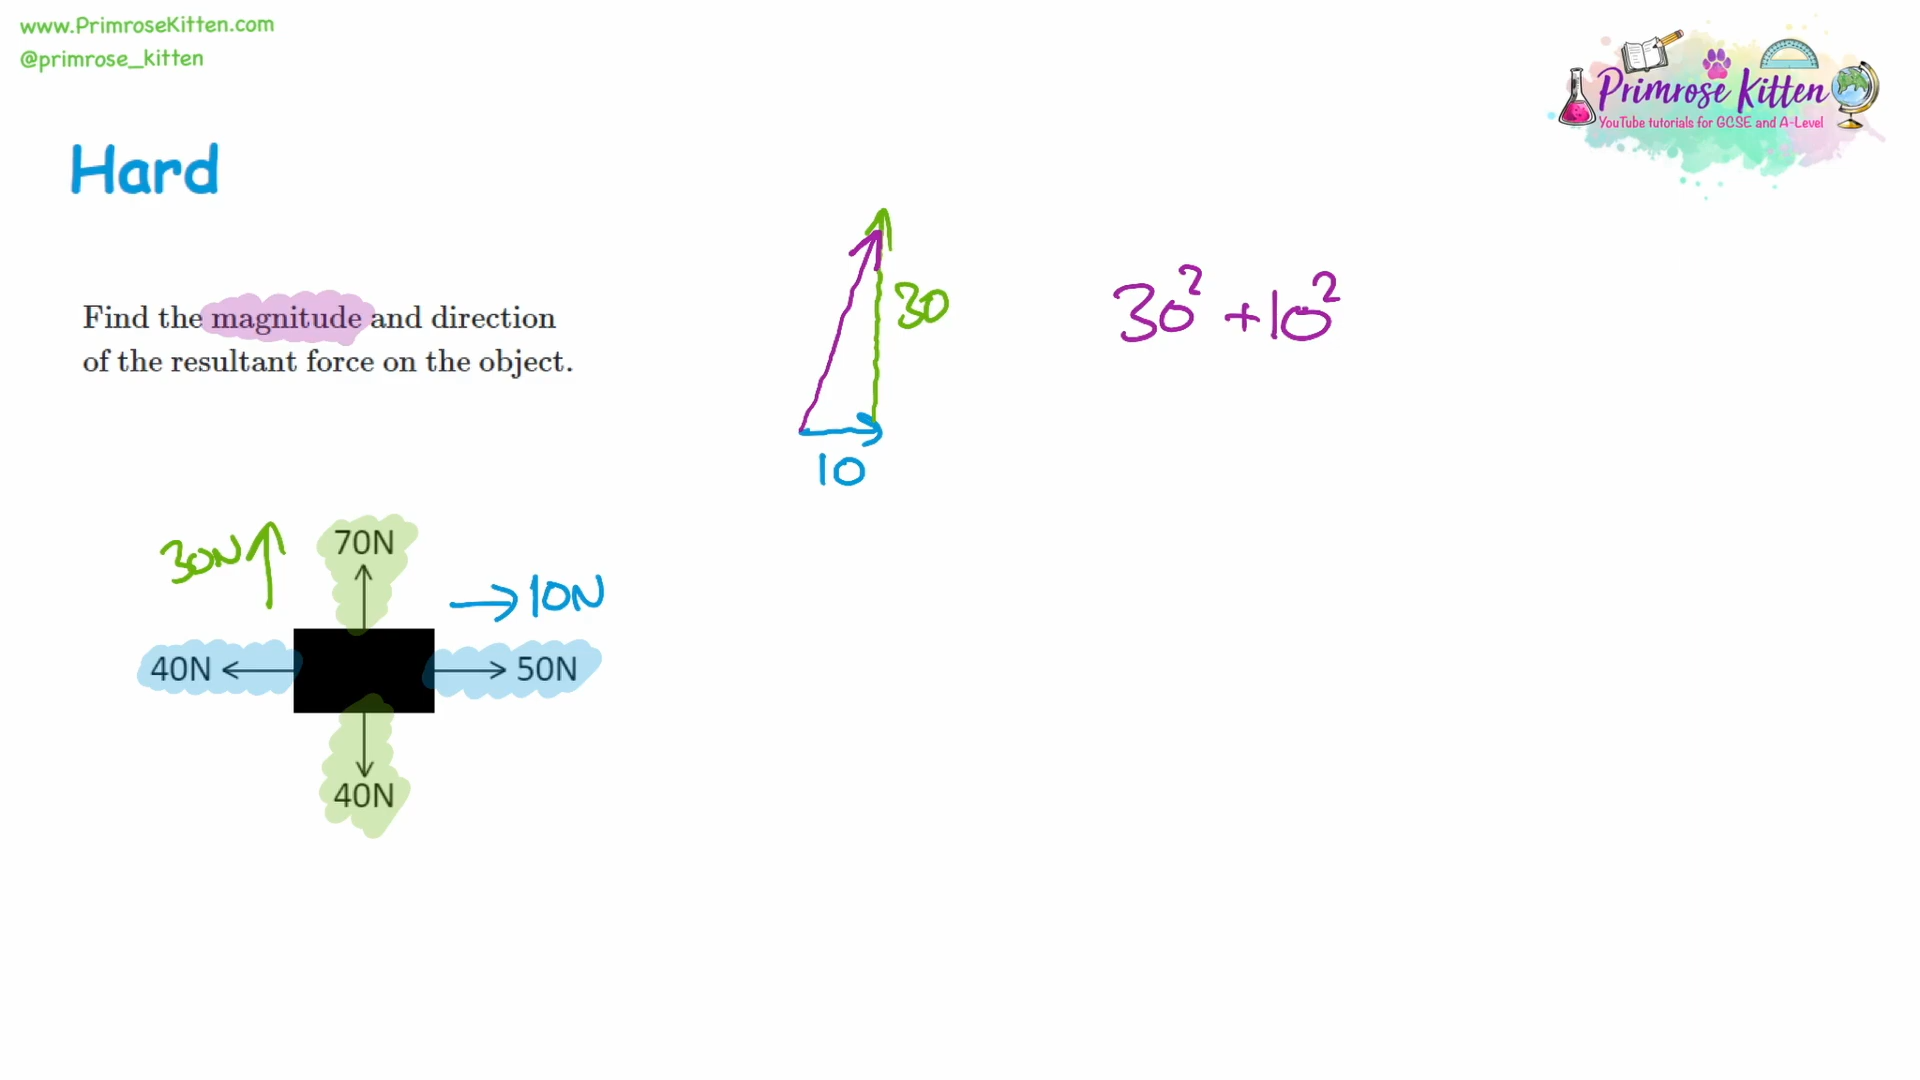 www.PrimroseKitten.com
@primrose_kitten
Primrose Kitten
YouTube tutorials for GCSE and A-Level
Hard
Find the magnitude and direction
of the resultant force on the object.
30
10
30² + 10²
30N
70N
10N
40N
50N
40N